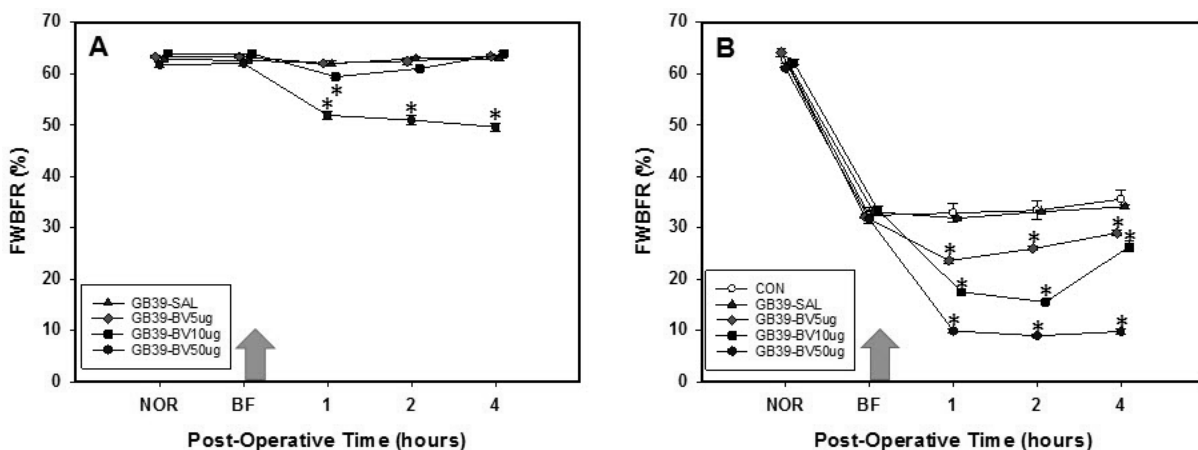 A
FWBFR (%)
70
60
50
40
30
20
10
0
* * * *
GB39-SAL
GB39-BV5ug
GB39-BV10ug
GB39-BV50ug
NOR BF 1 2 4
Post-Operative Time (hours)
B
FWBFR (%)
70
60
50
40
30
20
10
0
* * * * * * * * *
CON
GB39-SAL
GB39-BV5ug
GB39-BV10ug
GB39-BV50ug
NOR BF 1 2 4
Post-Operative Time (hours)